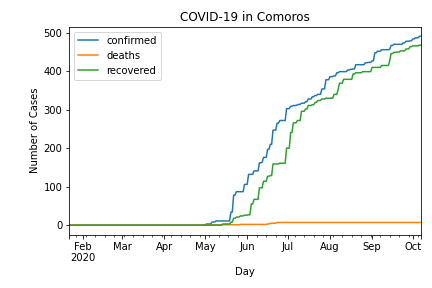 COVID-19 in Comoros
confirmed
deaths
recovered
Number of Cases
500
400
300
200
100
0
Feb Mar Apr May Jun Jul Aug Sep Oct
2020
Day